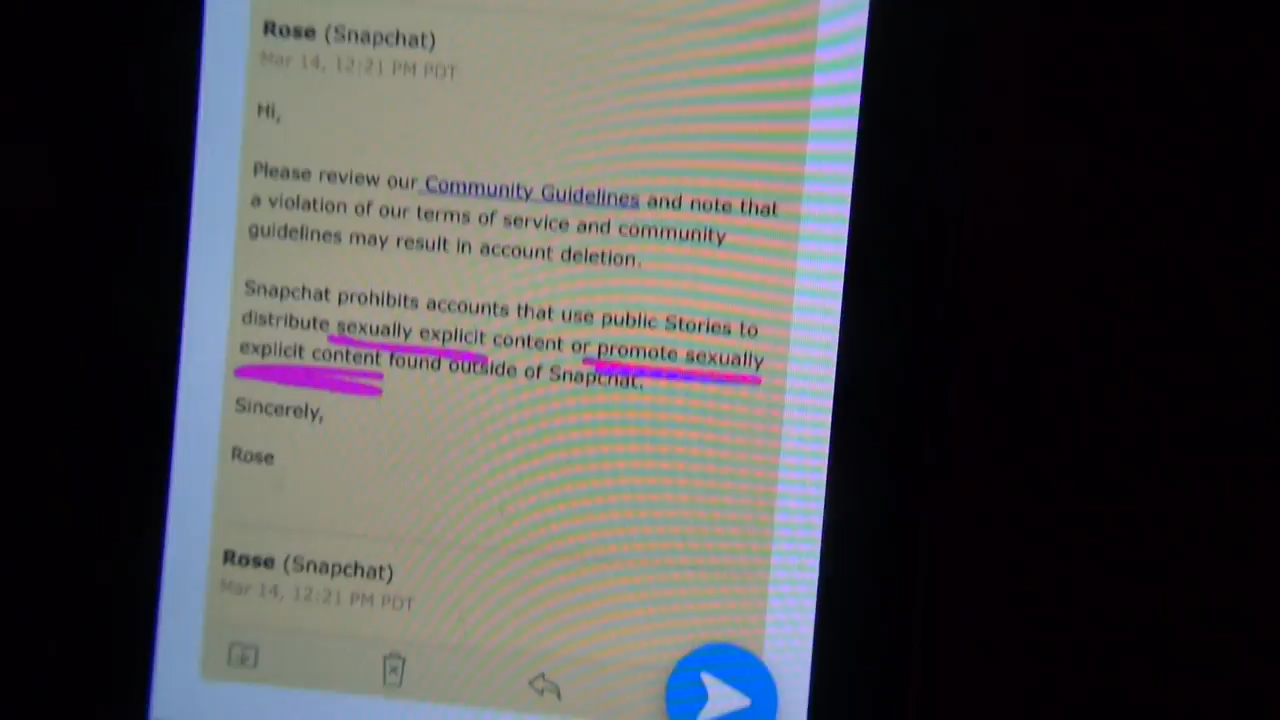 Rose (Snapchat)
Mar 14, 12:21 PM PDT
Hi,
Please review our Community Guidelines and note that
a violation of our terms of service and community
guidelines may result in account deletion.
Snapchat prohibits accounts that use public Stories to
distribute sexually explicit content or promote sexually
explicit content found outside of Snapchat.
Sincerely,
Rose
Rose (Snapchat)
Mar 14, 12:21 PM PDT